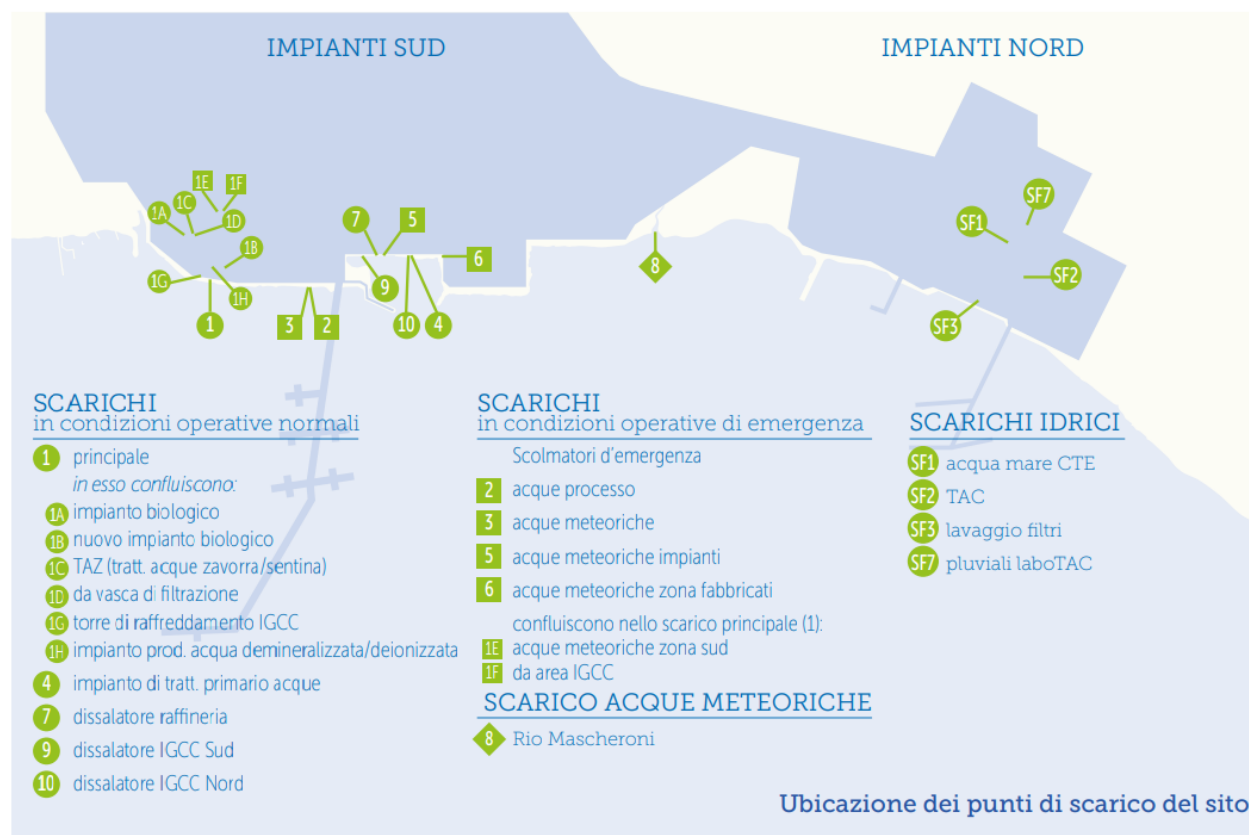 IMPIANTI SUD
IMPIANTI NORD
1E
1F
1C
1A
1D
1B
1G
1H
1
3
2
7
5
9
10
4
6
8
SF7
SF1
SF2
SF3
SCARICHI
in condizioni operative normali
1 principale
in esso confluiscono:
1A impianto biologico
1B nuovo impianto biologico
1C TAZ (tratt. acque zavorra/sentina)
1D da vasca di filtrazione
1G torre di raffreddamento IGCC
1H impianto prod. acqua demineralizzata/deionizzata
4 impianto di tratt. primario acque
7 dissalatore raffineria
9 dissalatore IGCC Sud
10 dissalatore IGCC Nord
SCARICHI
in condizioni operative di emergenza
Scolmatori d'emergenza
2 acque processo
3 acque meteoriche
5 acque meteoriche impianti
6 acque meteoriche zona fabbricati
confluiscono nello scarico principale (1):
1E acque meteoriche zona sud
1F da area IGCC
SCARICO ACQUE METEORICHE
8 Rio Mascheroni
SCARICHI IDRICI
SF1 acqua mare CTE
SF2 TAC
SF3 lavaggio filtri
SF7 pluviali laboTAC
Ubicazione dei punti di scarico del sito